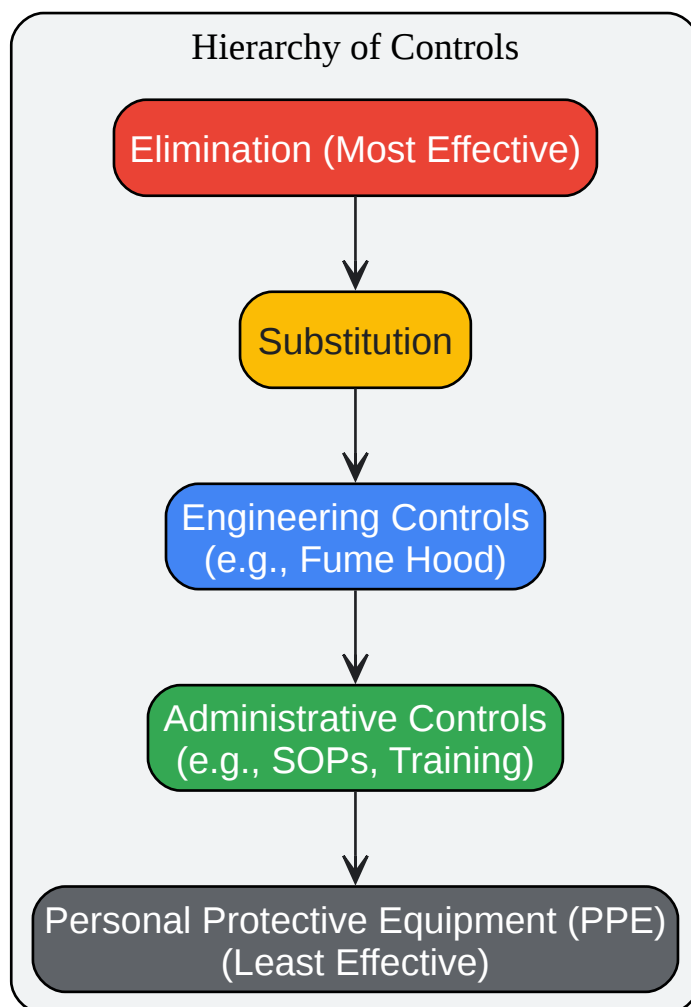 Hierarchy of Controls
Elimination (Most Effective)
Substitution
Engineering Controls
(e.g., Fume Hood)
Administrative Controls
(e.g., SOPs, Training)
Personal Protective Equipment (PPE)
(Least Effective)